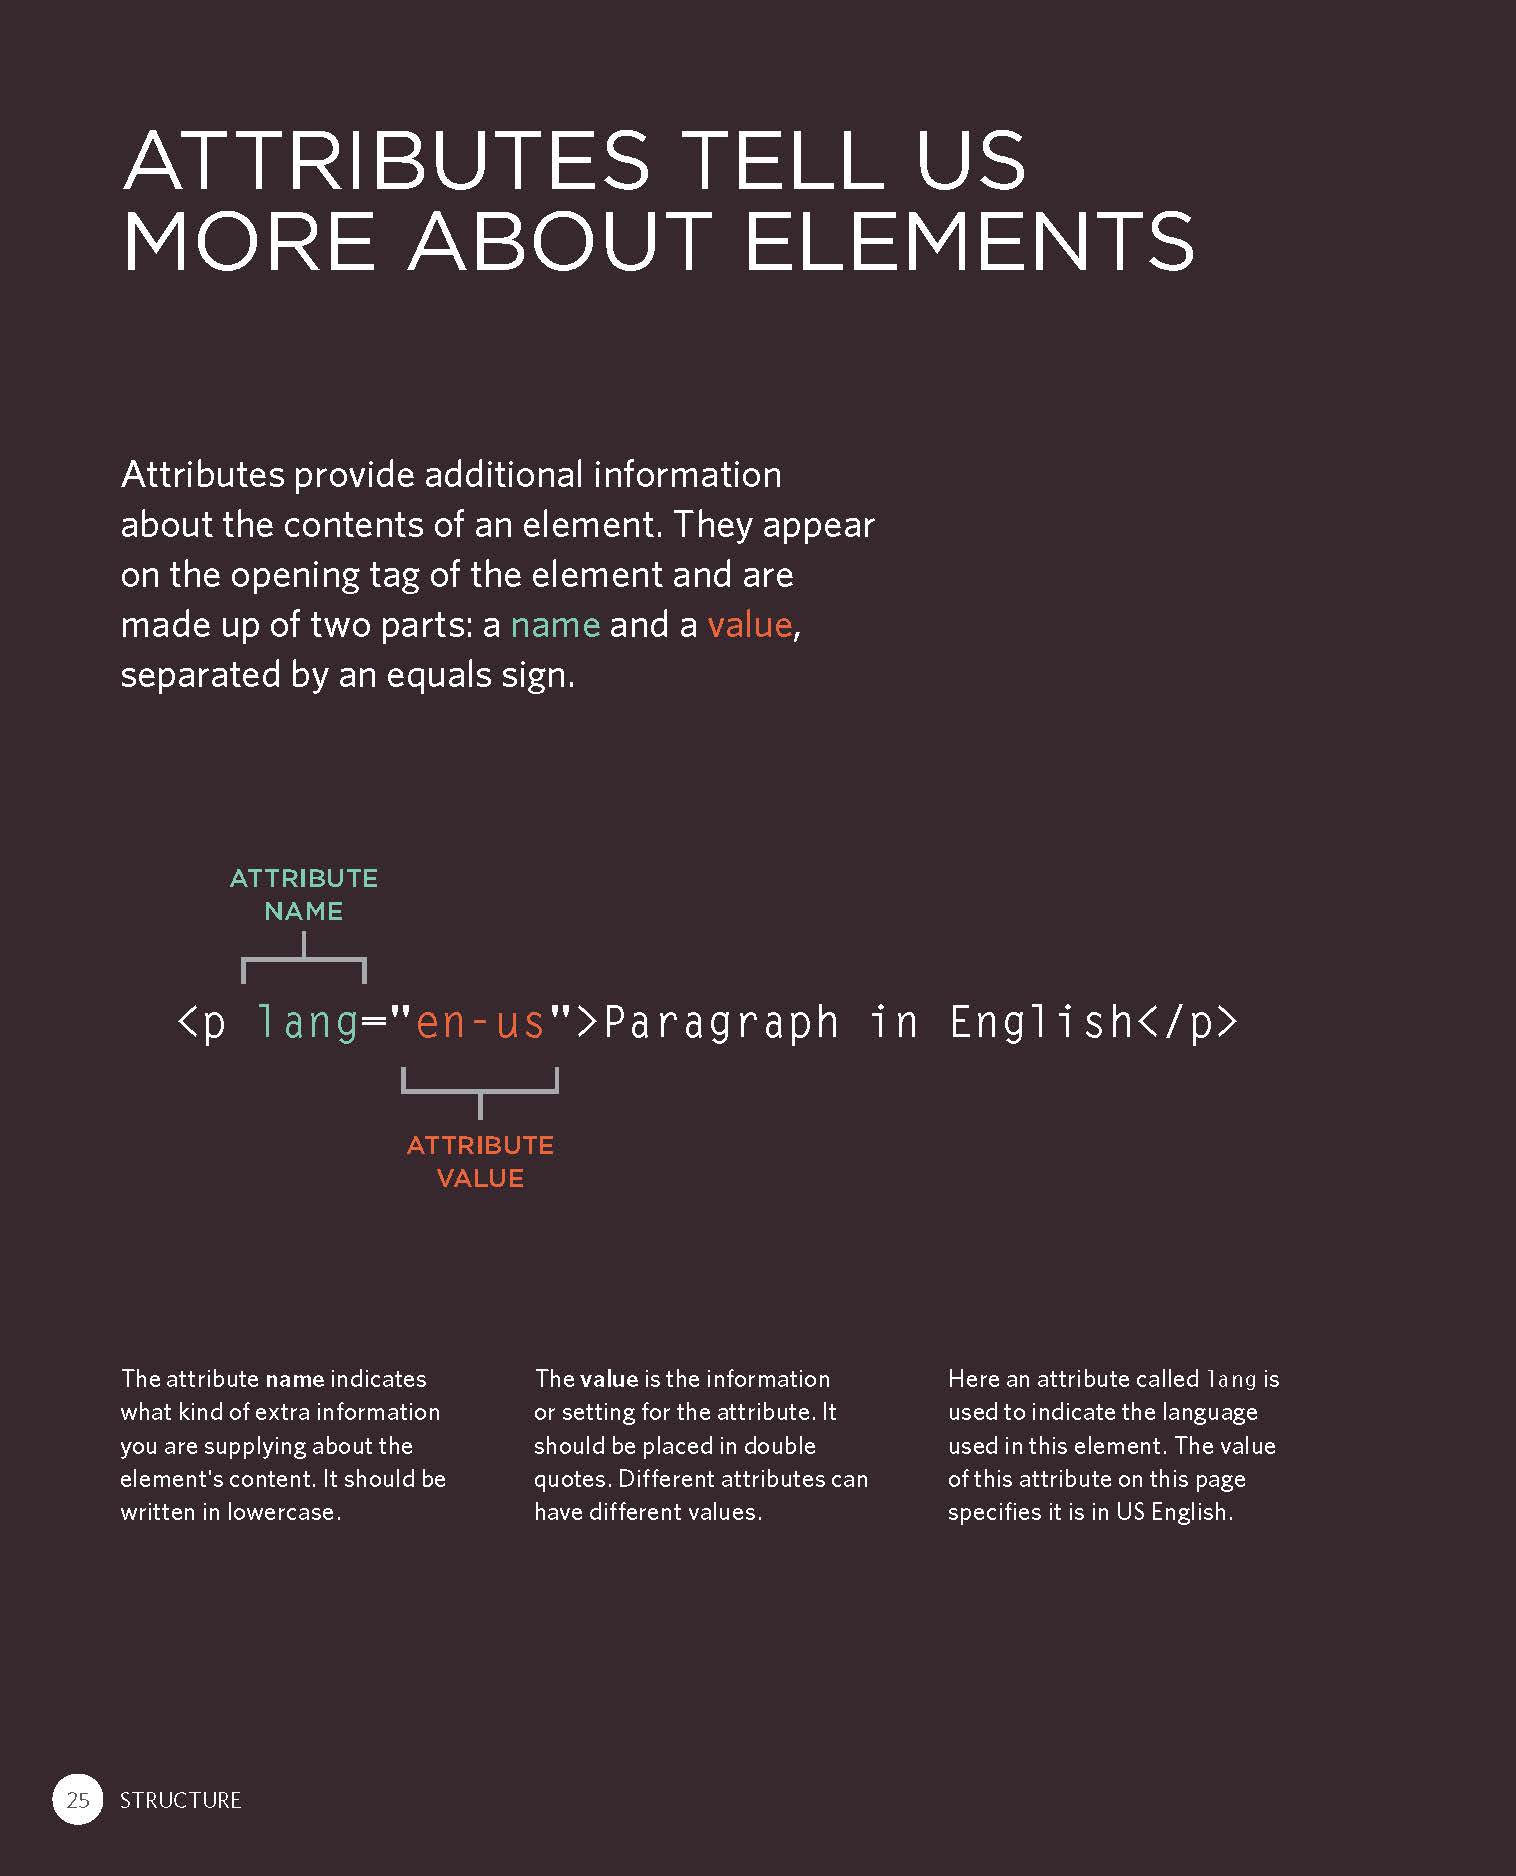 ATTRIBUTES TELL US
MORE ABOUT ELEMENTS
Attributes provide additional information
about the contents of an element. They appear
on the opening tag of the element and are
made up of two parts: a name and a value,
separated by an equals sign.
ATTRIBUTE
NAME
<p lang="en-us">Paragraph in English</p>
ATTRIBUTE
VALUE
The attribute name indicates
what kind of extra information
you are supplying about the
element's content. It should be
written in lowercase.
The value is the information
or setting for the attribute. It
should be placed in double
quotes. Different attributes can
have different values.
Here an attribute called lang is
used to indicate the language
used in this element. The value
of this attribute on this page
specifies it is in US English.
25 STRUCTURE